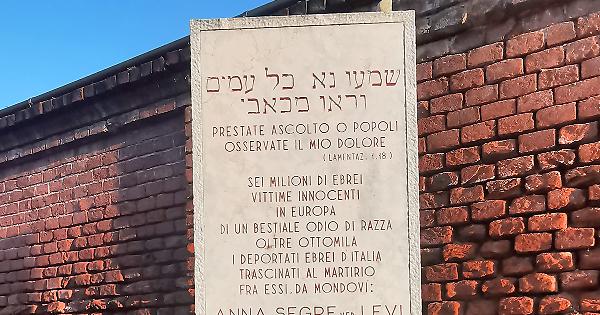 שמעו נא כל עמים
וראו מכאבי
PRESTATE ASCOLTO O POPOLI
OSSERVATE IL MIO DOLORE
(LAMENTAZ. 1.18)
SEI MILIONI DI EBREI
VITTIME INNOCENTI
IN EUROPA
DI UN BESTIALE ODIO DI RAZZA
OLTRE OTTOMILA
I DEPORTATI EBREI D'ITALIA
TRASCINATI AL MARTIRIO
FRA ESSI, DA MONDOVI:
ANNA SEGRE VED. LEVI